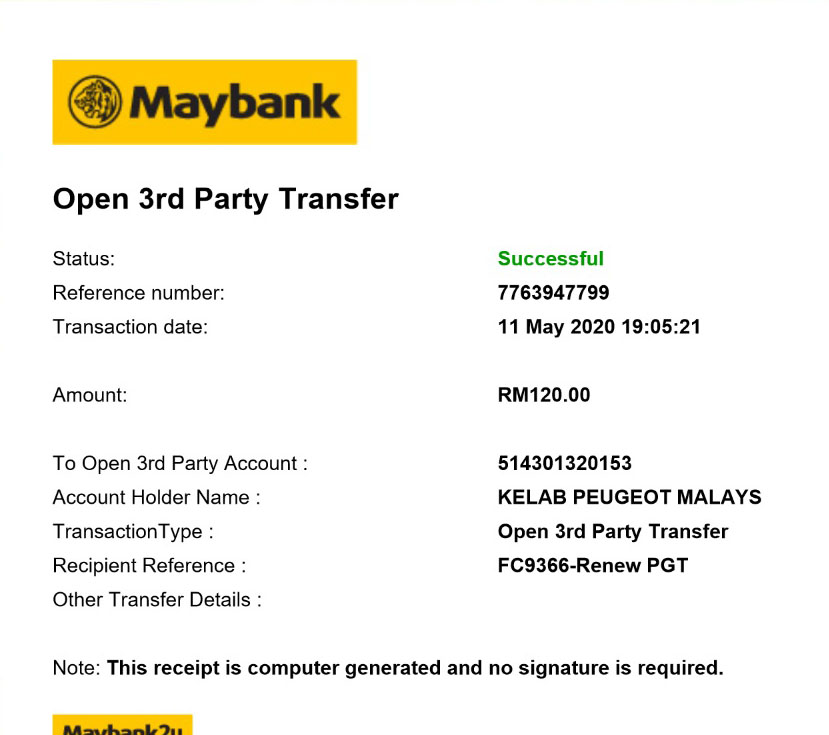 Maybank
Open 3rd Party Transfer
Status: Successful
Reference number: 7763947799
Transaction date: 11 May 2020 19:05:21
Amount: RM120.00
To Open 3rd Party Account : 514301320153
Account Holder Name : KELAB PEUGEOT MALAYS
TransactionType : Open 3rd Party Transfer
Recipient Reference : FC9366-Renew PGT
Other Transfer Details :
Note: This receipt is computer generated and no signature is required.
Maybank2u